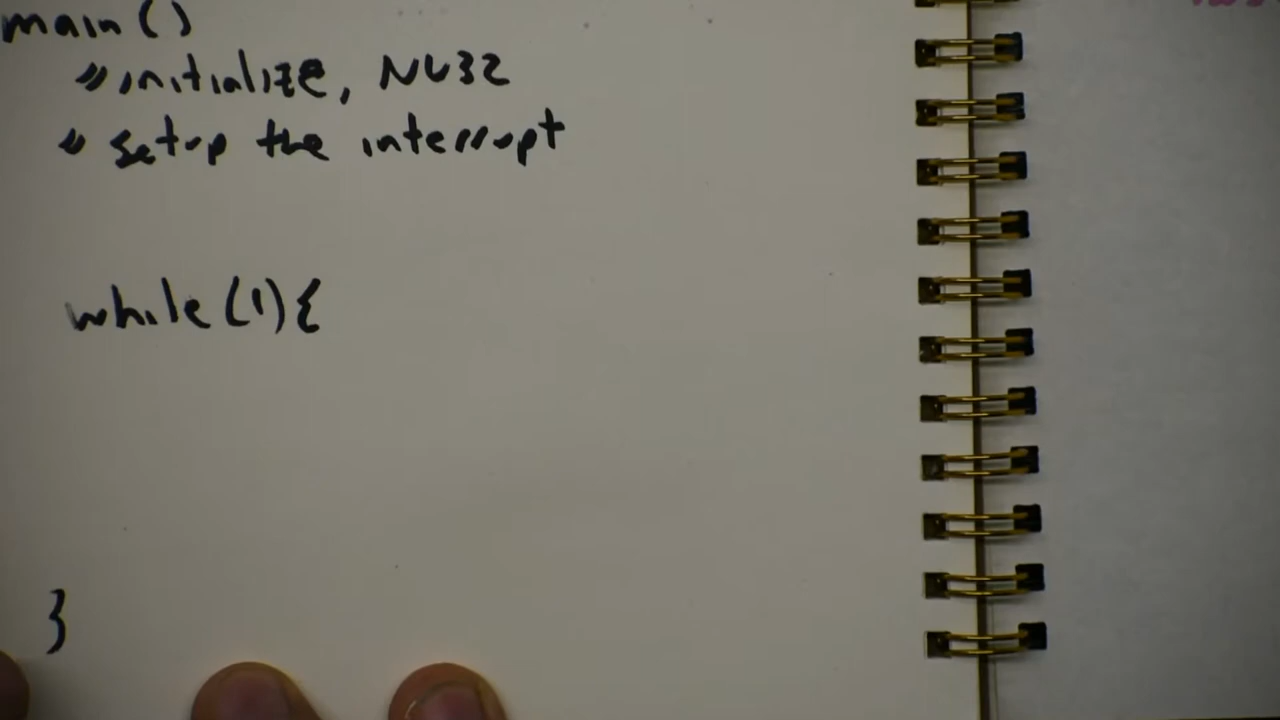 main()
// initialize, NU32
// setup the interrupt
while(1){
}